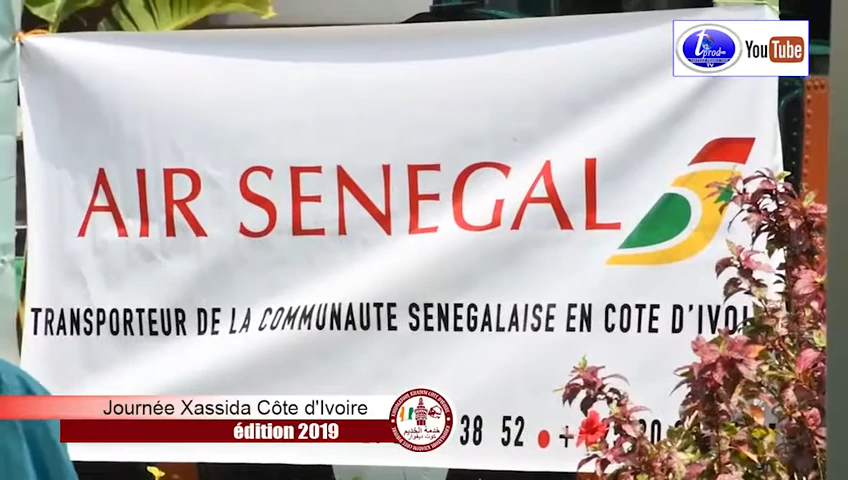 YouTube
AIR SENEGAL
TRANSPORTEUR DE LA COMMUNAUTE SENEGALAISE EN COTE D'IVOI
Journée Xassida Côte d'Ivoire
édition 2019
38 52